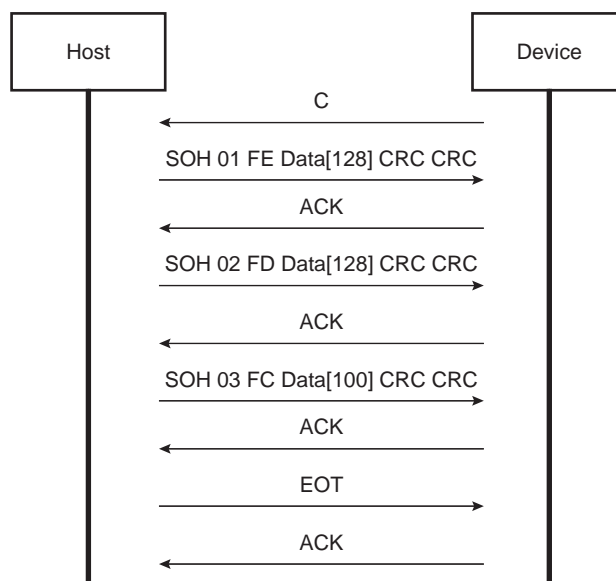 Host
Device
C
SOH 01 FE Data[128] CRC CRC
ACK
SOH 02 FD Data[128] CRC CRC
ACK
SOH 03 FC Data[100] CRC CRC
ACK
EOT
ACK